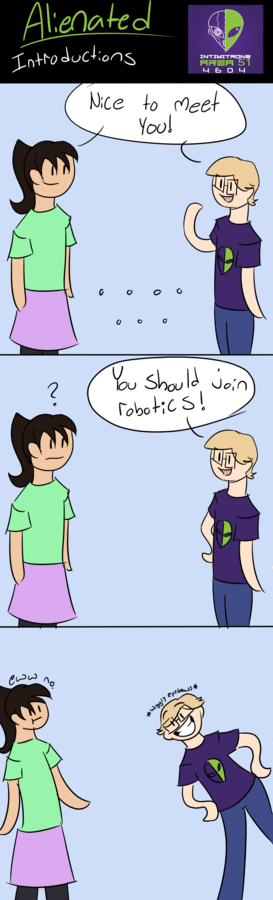 Alienated
Introductions
INTIMITRONS
AREA 51
4604
Nice to meet
You!
?
You should join
robotics!
eww no
*wiggly eyebrows*